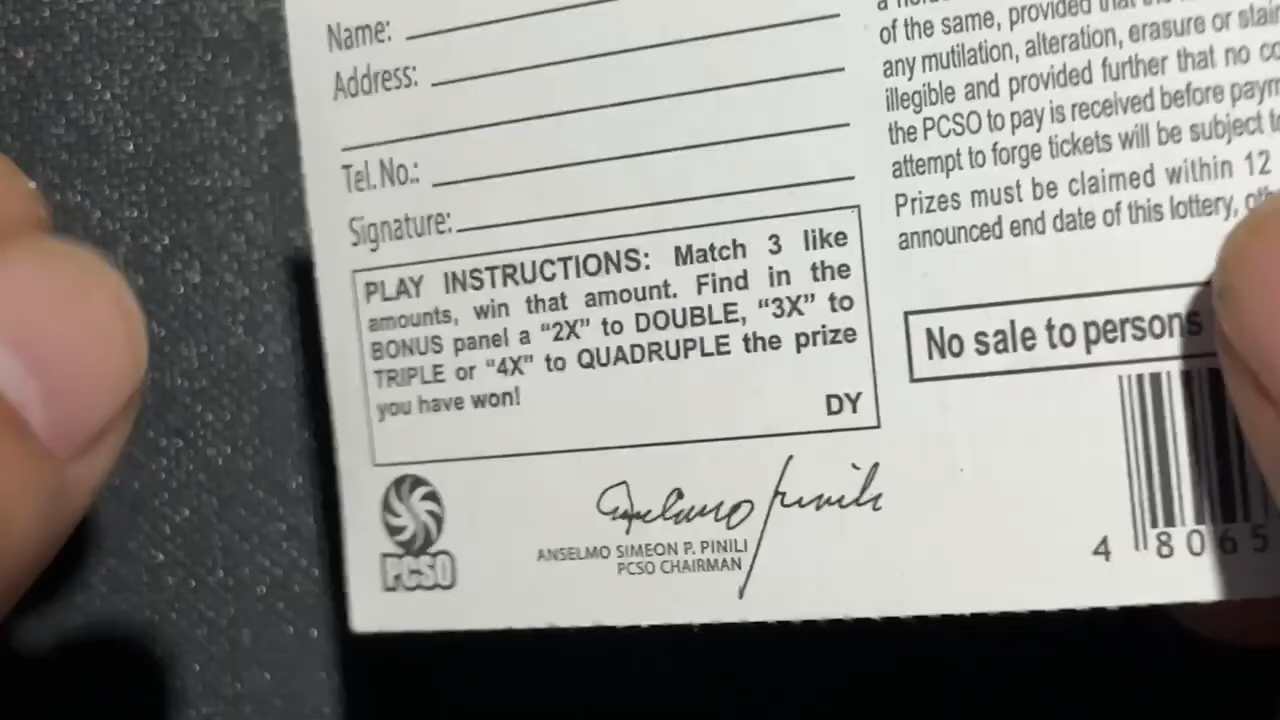 Name:
Address:
Tel. No.:
Signature:
PLAY INSTRUCTIONS: Match 3 like
amounts, win that amount. Find in the
BONUS panel a “2X” to DOUBLE, “3X” to
TRIPLE or “4X” to QUADRUPLE the prize
you have won!
DY
PCSO
Anselmo Pinili
ANSELMO SIMEON P. PINILI
PCSO CHAIRMAN
of the same, provided that
any mutilation, alteration, erasure or
illegible and provided further that no
the PCSO to pay is received before
attempt to forge tickets will be subject
Prizes must be claimed within 12
announced end date of this lottery,
No sale to persons
4 8065